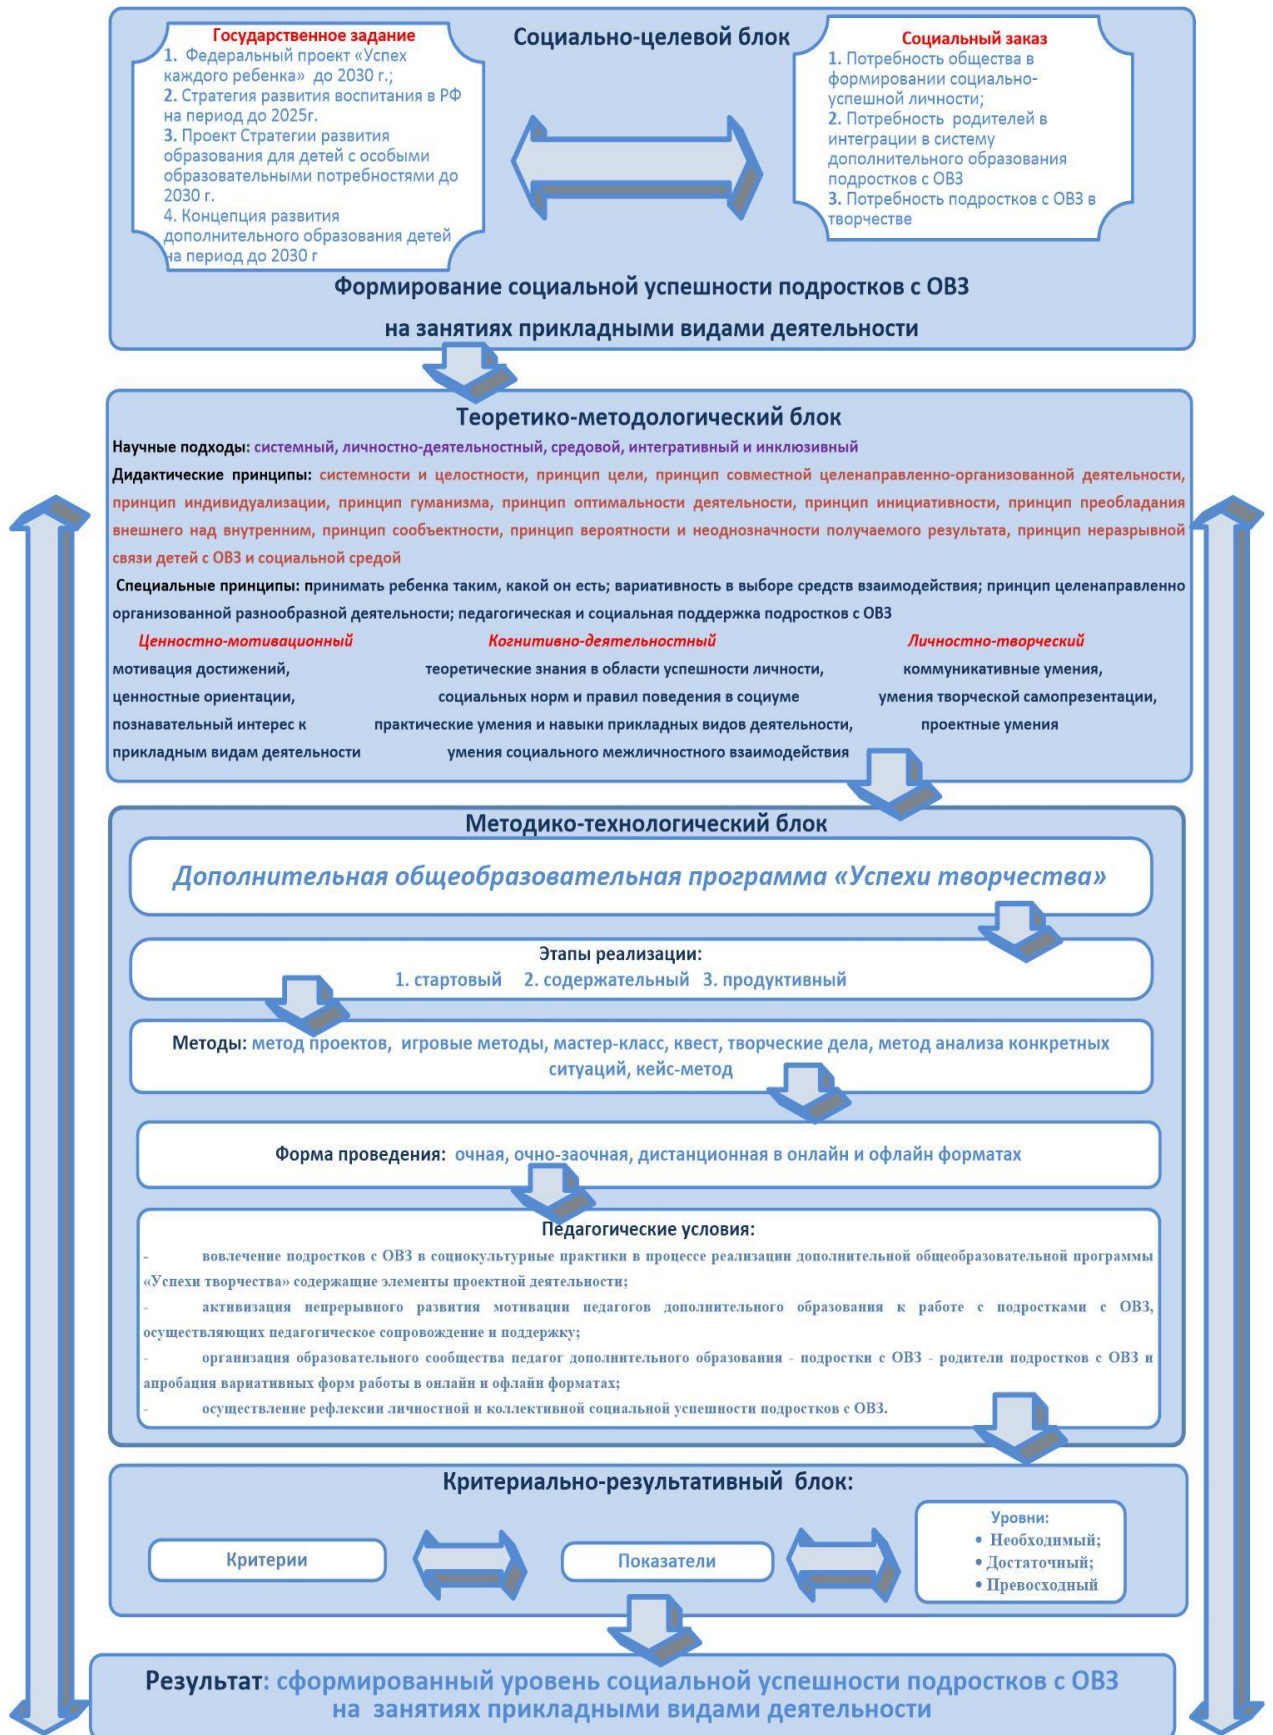 Социально-целевой блок
Государственное задание
1. Федеральный проект «Успех
каждого ребенка» до 2030 г.;
2. Стратегия развития воспитания в РФ
на период до 2025г.
3. Проект Стратегии развития
образования для детей с особыми
образовательными потребностями до
2030 г.
4. Концепция развития
дополнительного образования детей
на период до 2030 г
Социальный заказ
1. Потребность общества в
формировании социально-
успешной личности;
2. Потребность родителей в
интеграции в систему
дополнительного образования
подростков с ОВЗ
3. Потребность подростков с ОВЗ в
творчестве
Формирование социальной успешности подростков с ОВЗ
на занятиях прикладными видами деятельности
Теоретико-методологический блок
Научные подходы: системный, личностно-деятельностный, средовой, интегративный и инклюзивный
Дидактические принципы: системности и целостности, принцип цели, принцип совместной целенаправленно-организованной деятельности,
принцип индивидуализации, принцип гуманизма, принцип оптимальности деятельности, принцип инициативности, принцип преобладания
внешнего над внутренним, принцип сообъектности, принцип вероятности и неоднозначности получаемого результата, принцип неразрывной
связи детей с ОВЗ и социальной средой
Специальные принципы: принимать ребенка таким, какой он есть; вариативность в выборе средств взаимодействия; принцип целенаправленно
организованной разнообразной деятельности; педагогическая и социальная поддержка подростков с ОВЗ
Ценностно-мотивационный Когнитивно-деятельностный Личностно-творческий
мотивация достижений, теоретические знания в области успешности личности, коммуникативные умения,
ценностные ориентации, социальных норм и правил поведения в социуме умения творческой самопрезентации,
познавательный интерес к практические умения и навыки прикладных видов деятельности, проектные умения
прикладным видам деятельности умения социального межличностного взаимодействия
Методико-технологический блок
Дополнительная общеобразовательная программа «Успехи творчества»
Этапы реализации:
1. стартовый 2. содержательный 3. продуктивный
Методы: метод проектов, игровые методы, мастер-класс, квест, творческие дела, метод анализа конкретных
ситуаций, кейс-метод
Форма проведения: очная, очно-заочная, дистанционная в онлайн и офлайн форматах
Педагогические условия:
- вовлечение подростков с ОВЗ в социокультурные практики в процессе реализации дополнительной общеобразовательной программы
«Успехи творчества» содержащие элементы проектной деятельности;
- активизация непрерывного развития мотивации педагогов дополнительного образования к работе с подростками с ОВЗ,
осуществляющих педагогическое сопровождение и поддержку;
- организация образовательного сообщества педагог дополнительного образования - подростки с ОВЗ - родители подростков с ОВЗ и
апробация вариативных форм работы в онлайн и офлайн форматах;
- осуществление рефлексии личностной и коллективной социальной успешности подростков с ОВЗ.
Критериально-результативный блок:
Критерии
Показатели
Уровни:
• Необходимый;
• Достаточный;
• Превосходный
Результат: сформированный уровень социальной успешности подростков с ОВЗ
на занятиях прикладными видами деятельности